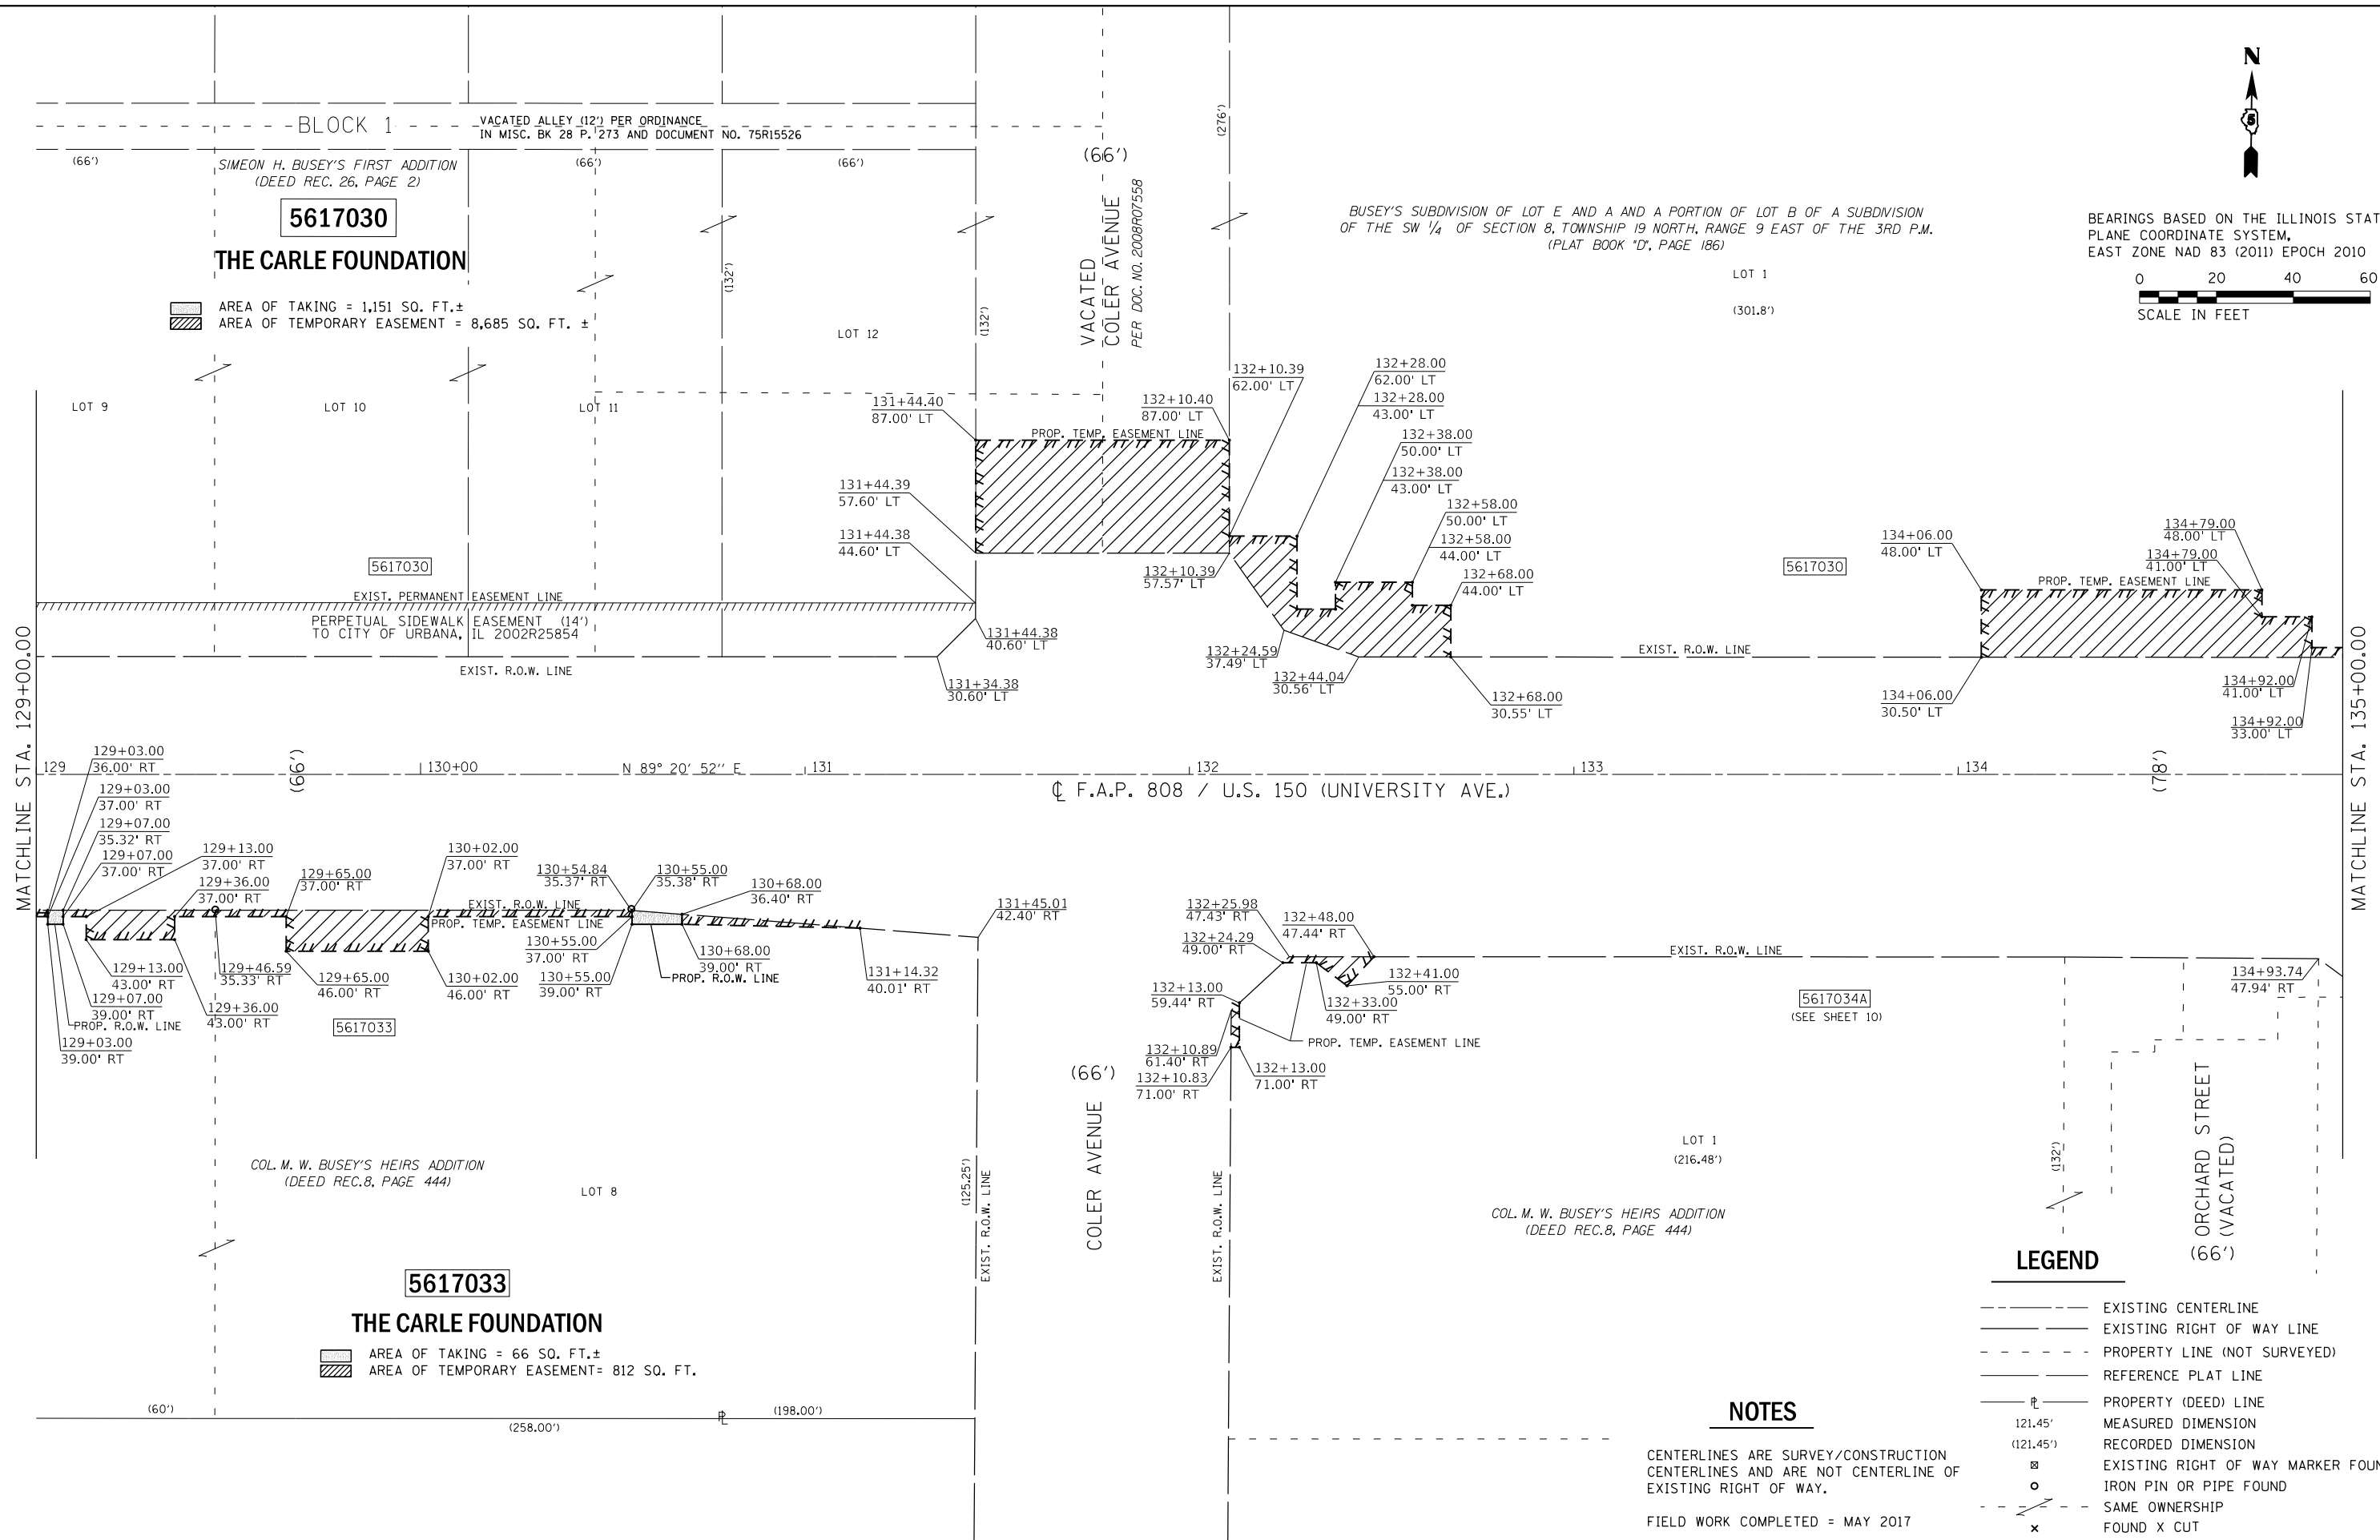 BLOCK 1
VACATED ALLEY (12') PER ORDINANCE
IN MISC. BK 28 P. 273 AND DOCUMENT NO. 75R15526
(66')
(66')
(66')
SIMEON H. BUSEY'S FIRST ADDITION
(DEED REC. 26, PAGE 2)
5617030
THE CARLE FOUNDATION
AREA OF TAKING = 1,151 SQ. FT.±
AREA OF TEMPORARY EASEMENT = 8,685 SQ. FT. ±
(132')
(132')
(276')
(66')
VACATED
COLER AVENUE
PER DOC. NO. 2008R07558
BUSEY'S SUBDIVISION OF LOT E AND A AND A PORTION OF LOT B OF A SUBDIVISION
OF THE SW 1/4 OF SECTION 8, TOWNSHIP 19 NORTH, RANGE 9 EAST OF THE 3RD P.M.
(PLAT BOOK "D", PAGE 186)
LOT 1
(301.8')
N
5
BEARINGS BASED ON THE ILLINOIS STAT
PLANE COORDINATE SYSTEM,
EAST ZONE NAD 83 (2011) EPOCH 2010
0 20 40 60
SCALE IN FEET
LOT 9
LOT 10
LOT 11
LOT 12
131+44.40
87.00' LT
132+10.40
87.00' LT
132+10.39
62.00' LT
132+28.00
62.00' LT
132+28.00
43.00' LT
132+38.00
50.00' LT
132+38.00
43.00' LT
132+58.00
50.00' LT
132+58.00
44.00' LT
132+68.00
44.00' LT
PROP. TEMP. EASEMENT LINE
131+44.39
57.60' LT
131+44.38
44.60' LT
132+10.39
57.57' LT
5617030
EXIST. PERMANENT EASEMENT LINE
PERPETUAL SIDEWALK EASEMENT (14')
TO CITY OF URBANA, IL 2002R25854
EXIST. R.O.W. LINE
131+44.38
40.60' LT
131+34.38
30.60' LT
132+24.59
37.49' LT
132+44.04
30.56' LT
132+68.00
30.55' LT
EXIST. R.O.W. LINE
5617030
134+06.00
48.00' LT
134+79.00
48.00' LT
134+79.00
41.00' LT
PROP. TEMP. EASEMENT LINE
134+06.00
30.50' LT
134+92.00
41.00' LT
134+92.00
33.00' LT
MATCHLINE STA. 129+00.00
MATCHLINE STA. 135+00.00
129
130+00
N 89° 20' 52" E
131
132
133
134
(66')
(78')
℄ F.A.P. 808 / U.S. 150 (UNIVERSITY AVE.)
129+03.00
36.00' RT
129+03.00
37.00' RT
129+07.00
35.32' RT
129+07.00
37.00' RT
129+13.00
37.00' RT
129+36.00
37.00' RT
129+65.00
37.00' RT
130+02.00
37.00' RT
130+54.84
35.37' RT
130+55.00
35.38' RT
130+68.00
36.40' RT
131+45.01
42.40' RT
EXIST. R.O.W. LINE
PROP. TEMP. EASEMENT LINE
129+13.00
43.00' RT
129+07.00
39.00' RT
PROP. R.O.W. LINE
129+03.00
39.00' RT
129+36.00
43.00' RT
129+46.59
35.33' RT
129+65.00
46.00' RT
130+02.00
46.00' RT
130+55.00
37.00' RT
130+55.00
39.00' RT
130+68.00
39.00' RT
PROP. R.O.W. LINE
131+14.32
40.01' RT
5617033
132+25.98
47.43' RT
132+24.29
49.00' RT
132+48.00
47.44' RT
132+13.00
59.44' RT
132+41.00
55.00' RT
132+33.00
49.00' RT
PROP. TEMP. EASEMENT LINE
132+10.89
61.40' RT
132+10.83
71.00' RT
132+13.00
71.00' RT
EXIST. R.O.W. LINE
5617034A
(SEE SHEET 10)
134+93.74
47.94' RT
(66')
COLER AVENUE
(125.25')
EXIST. R.O.W. LINE
EXIST. R.O.W. LINE
COL. M. W. BUSEY'S HEIRS ADDITION
(DEED REC.8, PAGE 444)
LOT 8
LOT 1
(216.48')
COL. M. W. BUSEY'S HEIRS ADDITION
(DEED REC.8, PAGE 444)
(132')
ORCHARD STREET
(VACATED)
(66')
5617033
THE CARLE FOUNDATION
AREA OF TAKING = 66 SQ. FT.±
AREA OF TEMPORARY EASEMENT= 812 SQ. FT.
(60')
(258.00')
℄
(198.00')
NOTES
CENTERLINES ARE SURVEY/CONSTRUCTION
CENTERLINES AND ARE NOT CENTERLINE OF
EXISTING RIGHT OF WAY.
FIELD WORK COMPLETED = MAY 2017
LEGEND
EXISTING CENTERLINE
EXISTING RIGHT OF WAY LINE
PROPERTY LINE (NOT SURVEYED)
REFERENCE PLAT LINE
PROPERTY (DEED) LINE
121.45' MEASURED DIMENSION
(121.45') RECORDED DIMENSION
EXISTING RIGHT OF WAY MARKER FOUN
IRON PIN OR PIPE FOUND
SAME OWNERSHIP
FOUND X CUT